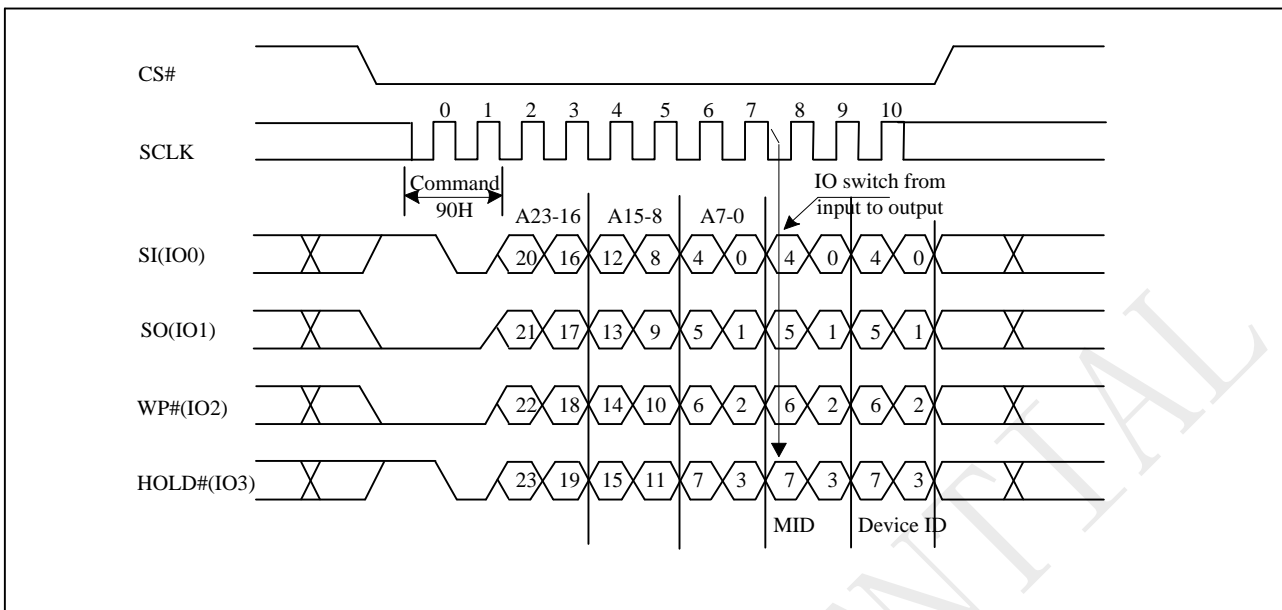 CS#
0 1 2 3 4 5 6 7 8 9 10
SCLK
Command
90H
IO switch from
input to output
A23-16 A15-8 A7-0
SI(IO0) 20 16 12 8 4 0 4 0 4 0
SO(IO1) 21 17 13 9 5 1 5 1 5 1
WP#(IO2) 22 18 14 10 6 2 6 2 6 2
HOLD#(IO3) 23 19 15 11 7 3 7 3 7 3
MID Device ID
NTIAL